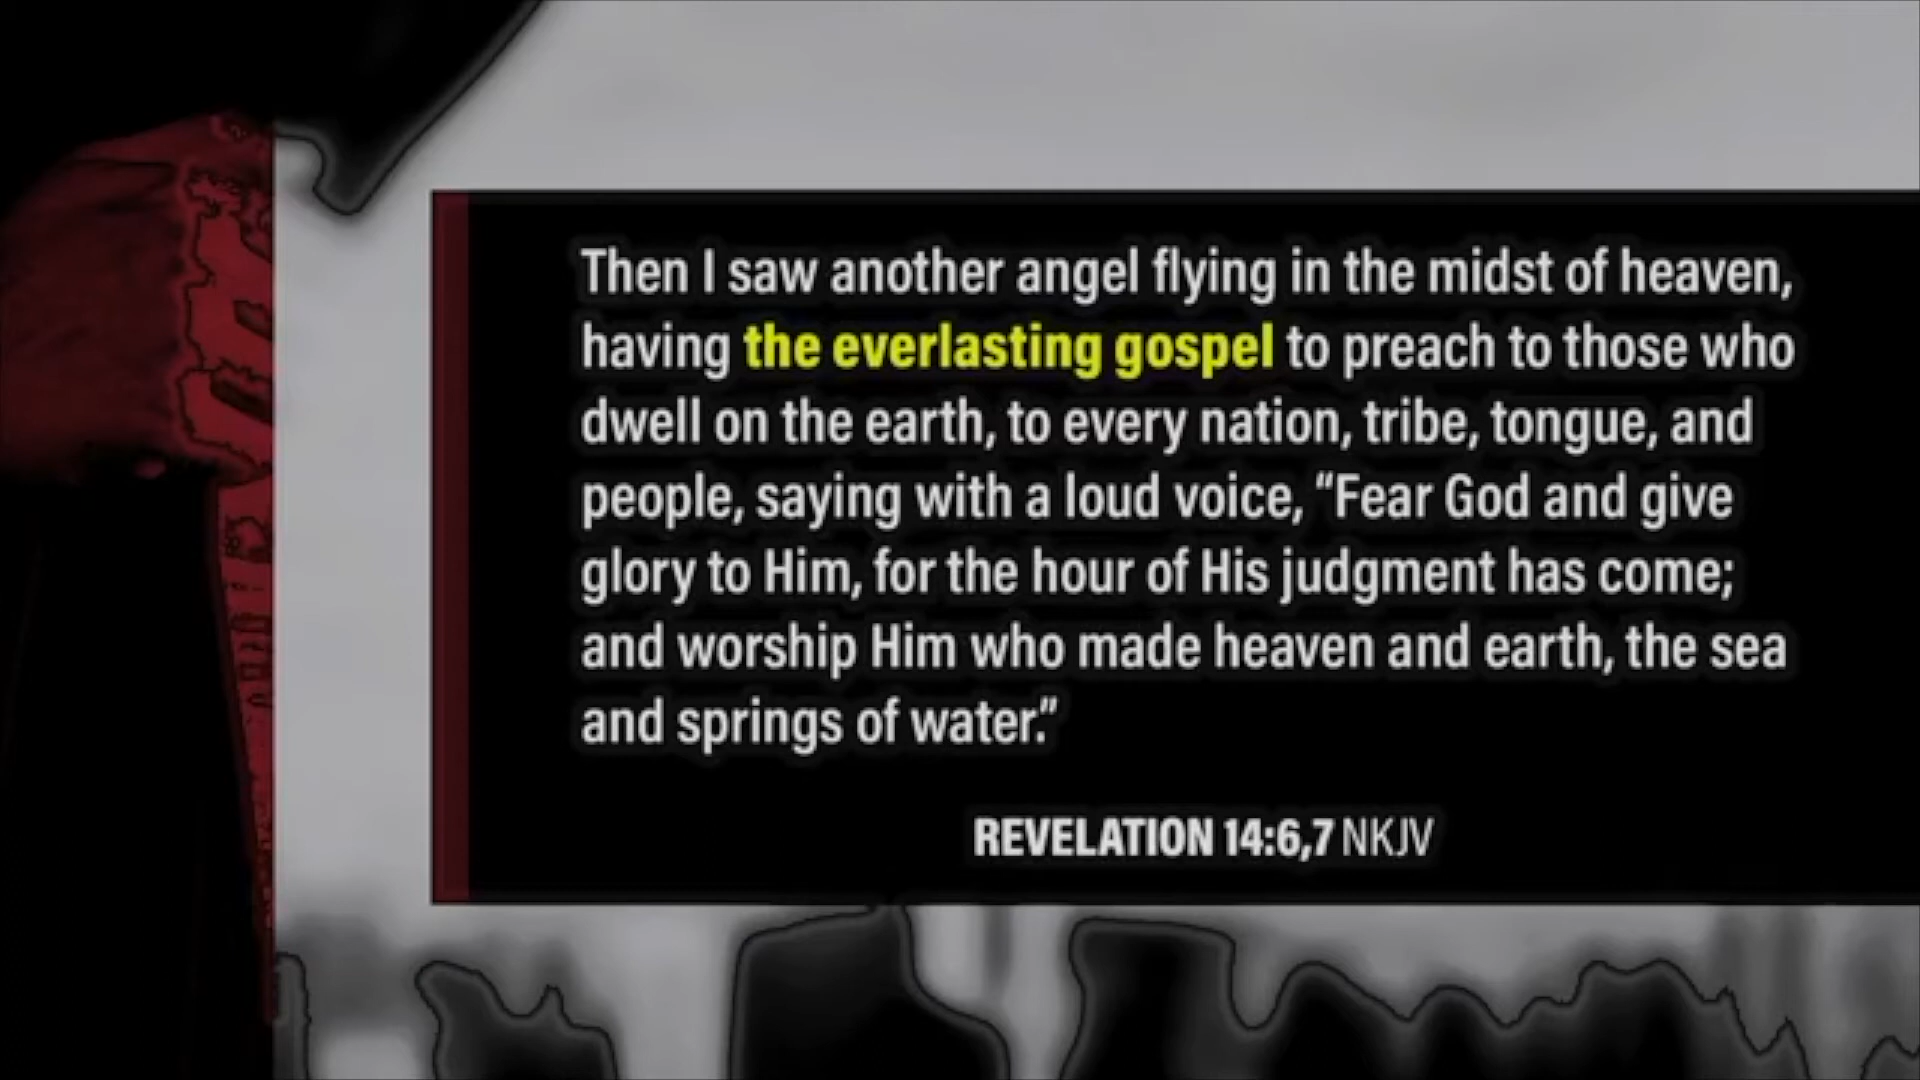 Then I saw another angel flying in the midst of heaven,
having the everlasting gospel to preach to those who
dwell on the earth, to every nation, tribe, tongue, and
people, saying with a loud voice, “Fear God and give
glory to Him, for the hour of His judgment has come;
and worship Him who made heaven and earth, the sea
and springs of water.”
REVELATION 14:6,7 NKJV